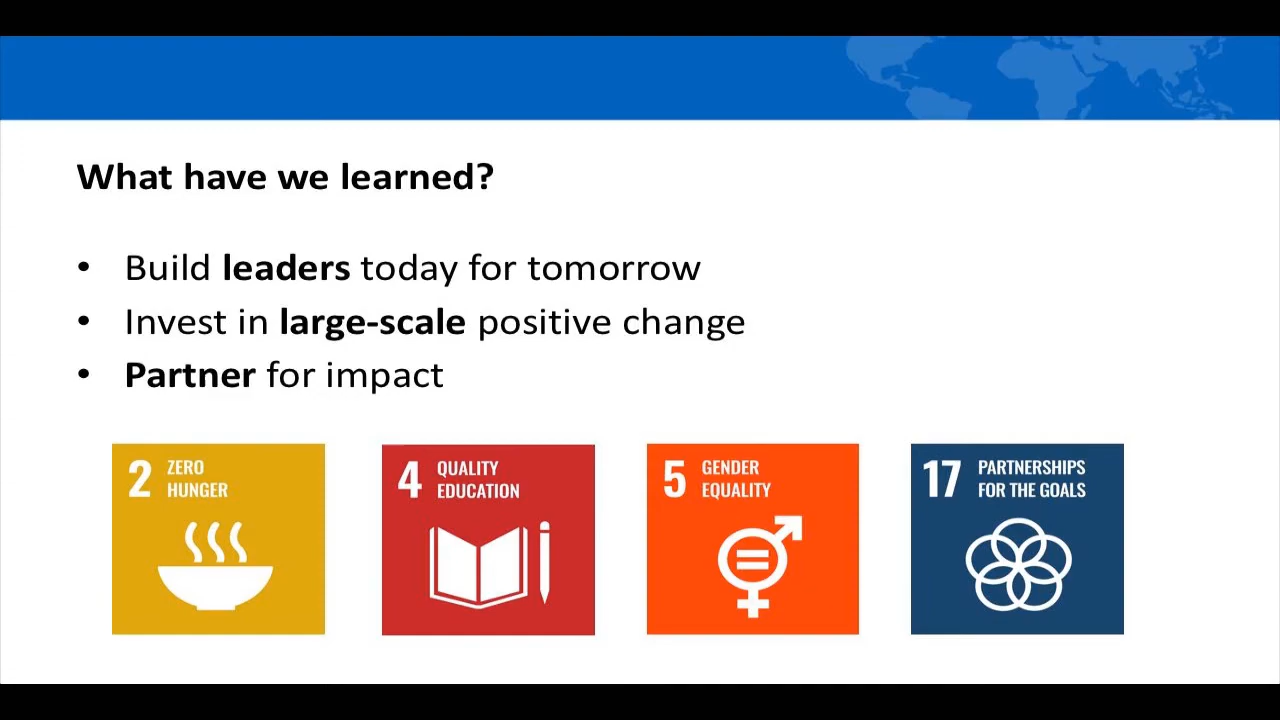 What have we learned?
• Build leaders today for tomorrow
• Invest in large-scale positive change
• Partner for impact
2 ZERO
HUNGER
4 QUALITY
EDUCATION
5 GENDER
EQUALITY
17 PARTNERSHIPS
FOR THE GOALS